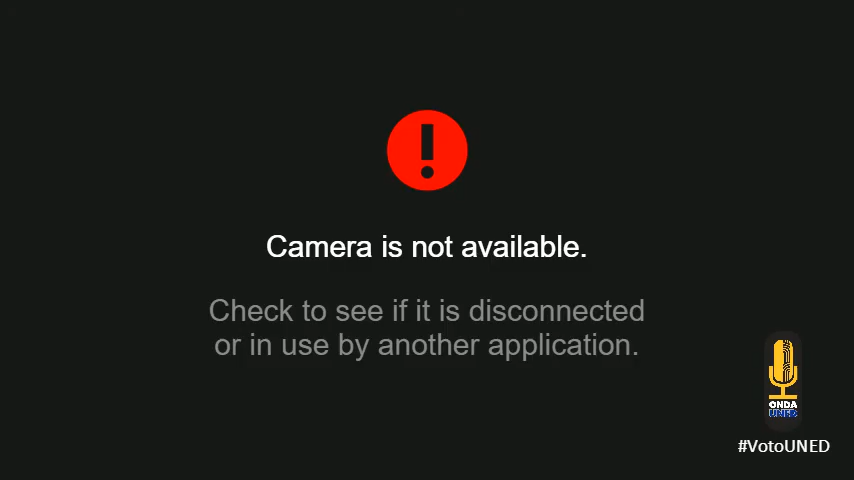 Camera is not available.
Check to see if it is disconnected
or in use by another application.
ONDA
UNED
#VotoUNED